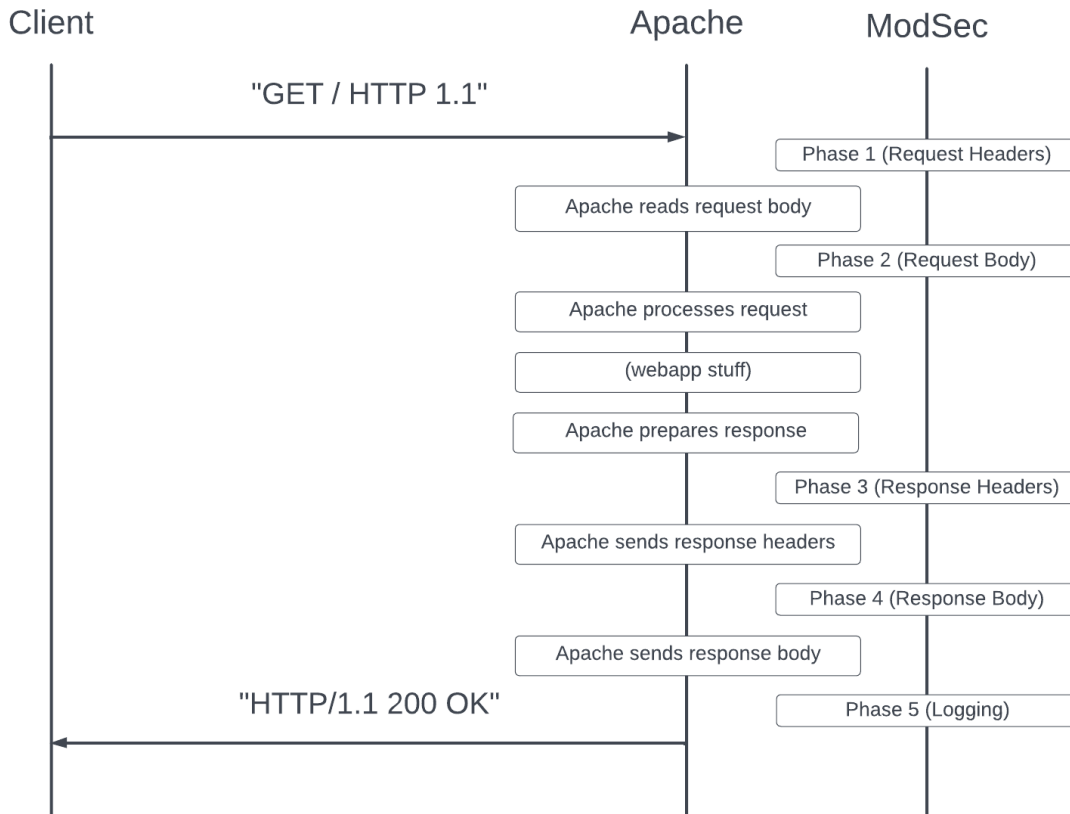 Client
Apache
ModSec
"GET / HTTP 1.1"
Phase 1 (Request Headers)
Apache reads request body
Phase 2 (Request Body)
Apache processes request
(webapp stuff)
Apache prepares response
Phase 3 (Response Headers)
Apache sends response headers
Phase 4 (Response Body)
Apache sends response body
"HTTP/1.1 200 OK"
Phase 5 (Logging)